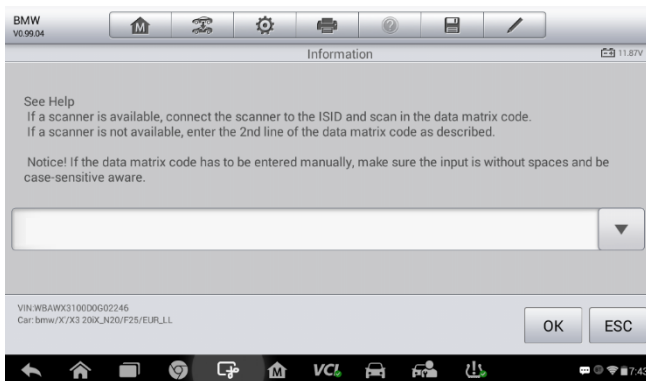 BMW
V0.99.04
Information
11.87V
See Help
If a scanner is available, connect the scanner to the ISID and scan in the data matrix code.
If a scanner is not available, enter the 2nd line of the data matrix code as described.
Notice! If the data matrix code has to be entered manually, make sure the input is without spaces and be
case-sensitive aware.
VIN:WBAWX3100D0G02246
Car: bmw/X'/X3 20iX_N20/F25/EUR_LL
OK
ESC
M
VCI
7:43